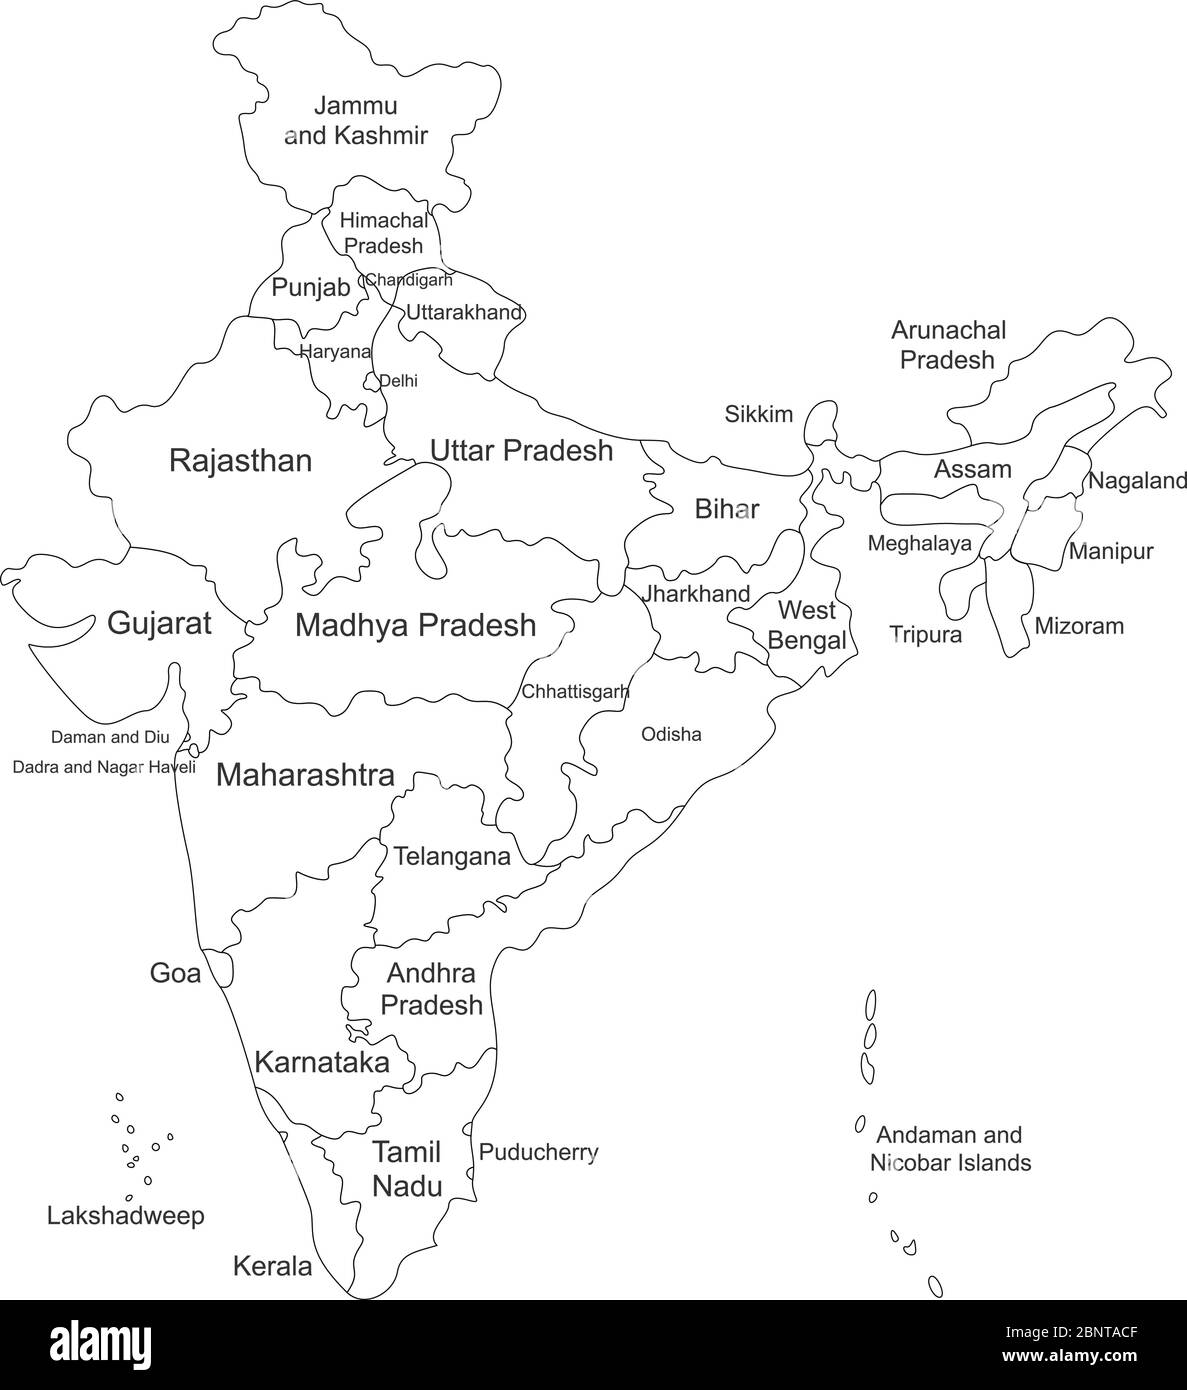 Jammu
and Kashmir
Himachal
Pradesh
Chandigarh
Punjab
Uttarakhand
Haryana
Delhi
Arunachal
Pradesh
Sikkim
Rajasthan
Uttar Pradesh
Assam
Nagaland
Bihar
Meghalaya
Manipur
Jharkhand
Gujarat
Madhya Pradesh
West
Bengal
Tripura
Mizoram
Chhattisgarh
Odisha
Daman and Diu
Dadra and Nagar Haveli
Maharashtra
Telangana
Goa
Andhra
Pradesh
Karnataka
Tamil
Nadu
Puducherry
Andaman and
Nicobar Islands
Lakshadweep
Kerala
alamy
Image ID: 2BNTACF
www.alamy.com